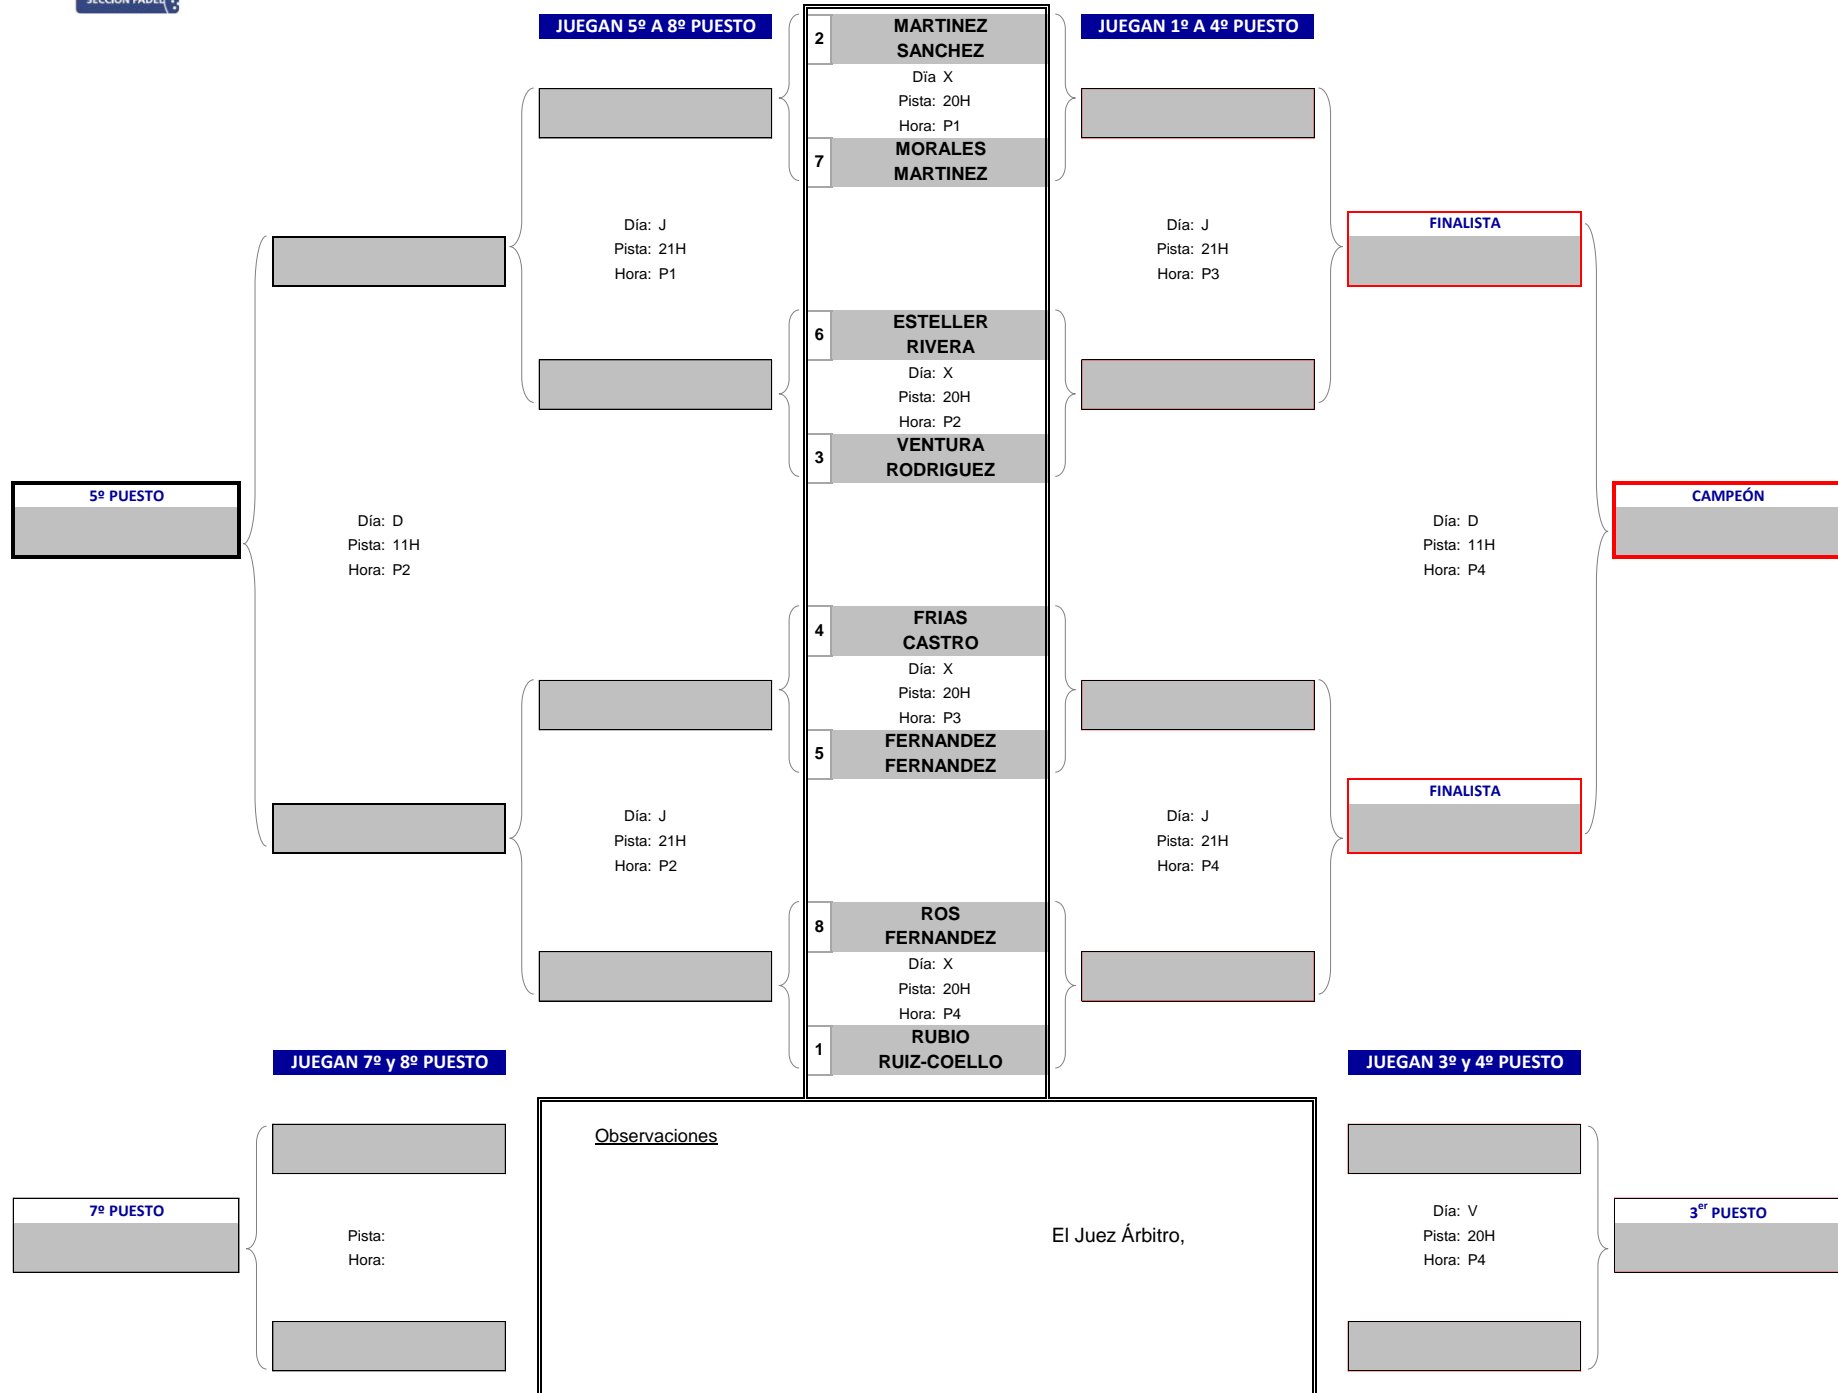 SECCIÓN PADEL
JUEGAN 5º A 8º PUESTO
JUEGAN 1º A 4º PUESTO
2
MARTINEZ
SANCHEZ
Dïa X
Pista: 20H
Hora: P1
7
MORALES
MARTINEZ
Día: J
Pista: 21H
Hora: P1
Día: J
Pista: 21H
Hora: P3
FINALISTA
6
ESTELLER
RIVERA
Día: X
Pista: 20H
Hora: P2
3
VENTURA
RODRIGUEZ
5º PUESTO
Día: D
Pista: 11H
Hora: P2
Día: D
Pista: 11H
Hora: P4
CAMPEÓN
4
FRIAS
CASTRO
Día: X
Pista: 20H
Hora: P3
5
FERNANDEZ
FERNANDEZ
Día: J
Pista: 21H
Hora: P2
Día: J
Pista: 21H
Hora: P4
FINALISTA
8
ROS
FERNANDEZ
Día: X
Pista: 20H
Hora: P4
1
RUBIO
RUIZ-COELLO
JUEGAN 7º y 8º PUESTO
JUEGAN 3º y 4º PUESTO
Observaciones
7º PUESTO
Pista:
Hora:
El Juez Árbitro,
Día: V
Pista: 20H
Hora: P4
3er PUESTO